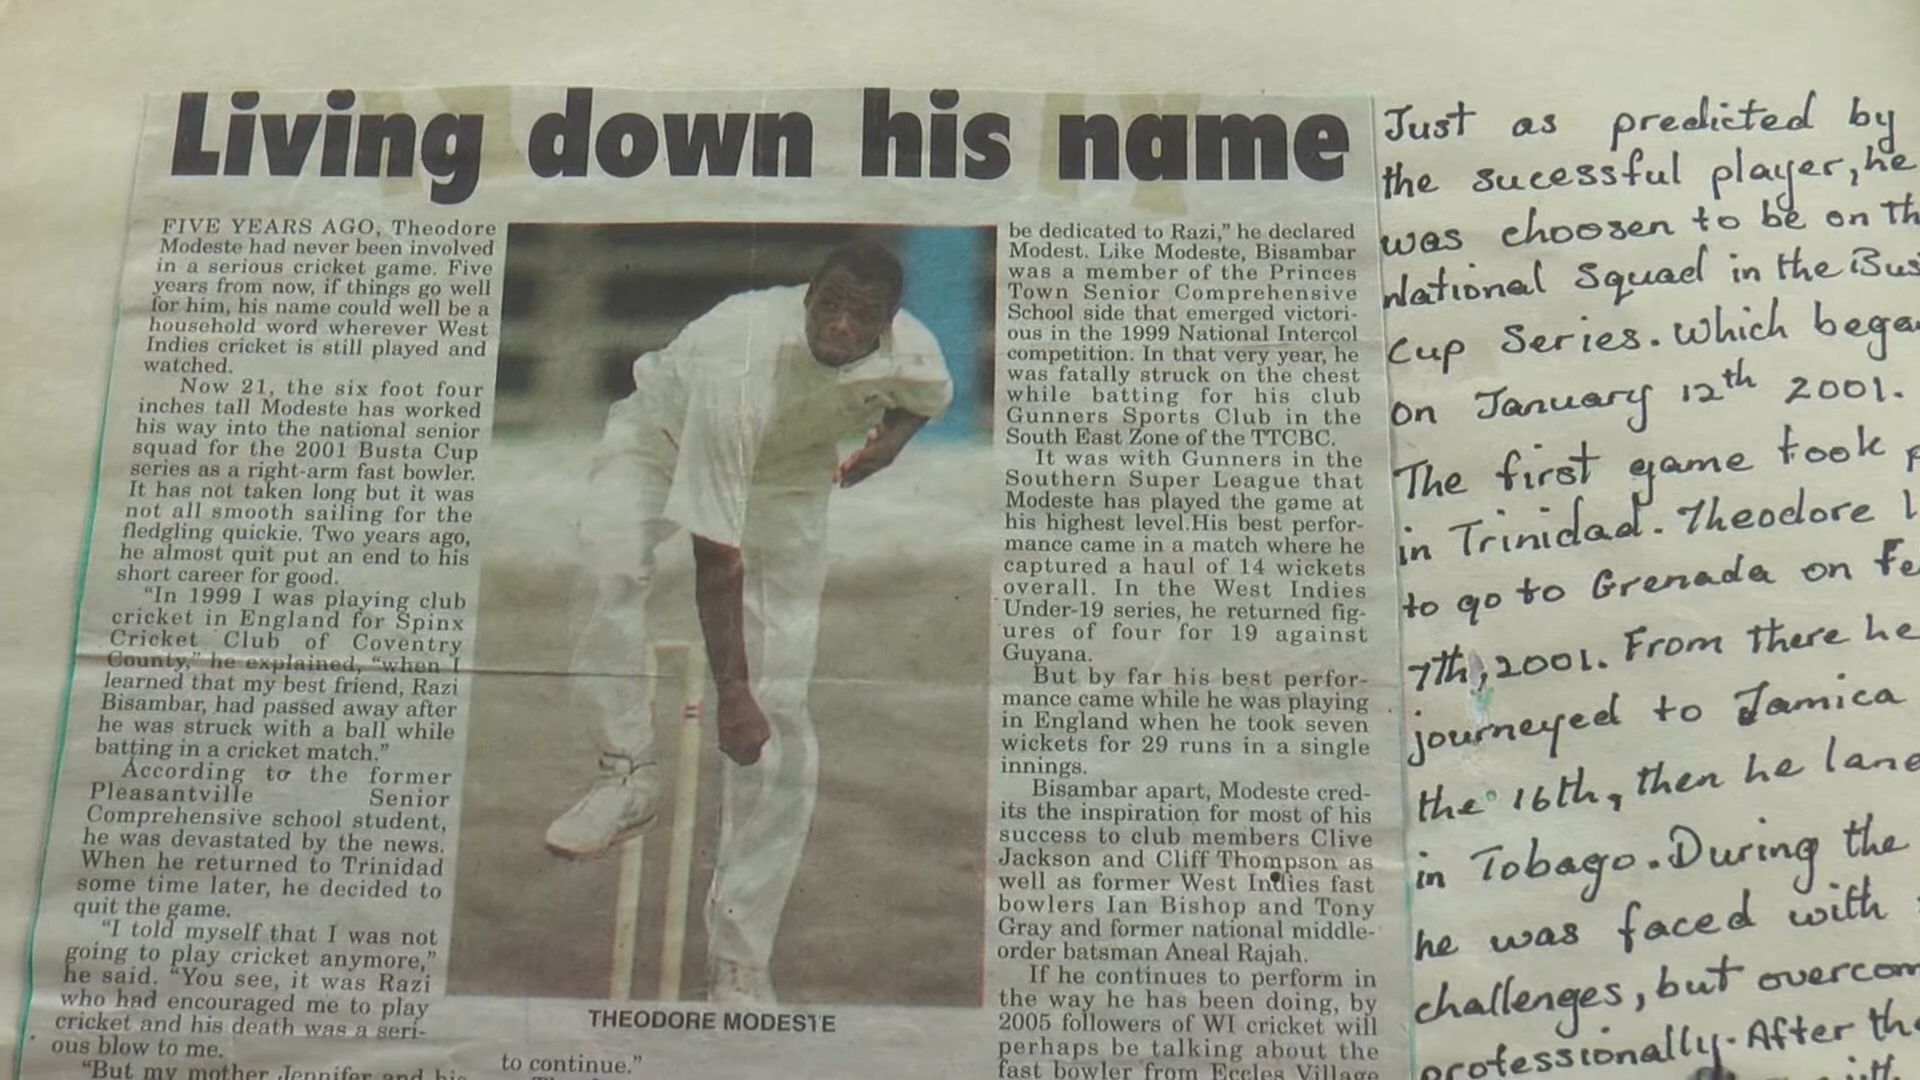 Living down his name
FIVE YEARS AGO, Theodore
Modeste had never been involved
in a serious cricket game. Five
years from now, if things go well
for him, his name could well be a
household word wherever West
Indies cricket is still played and
watched.
Now 21, the six foot four
inches tall Modeste has worked
his way into the national senior
squad for the 2001 Busta Cup
series as a right-arm fast bowler.
It has not taken long but it was
not all smooth sailing for the
fledgling quickie. Two years ago,
he almost quit put an end to his
short career for good.
"In 1999 I was playing club
cricket in England for Spinx
Cricket Club of Coventry
County," he explained, "when I
learned that my best friend, Razi
Bisambar, had passed away after
he was struck with a ball while
batting in a cricket match."
According to the former
Pleasantville Senior
Comprehensive school student,
he was devastated by the news.
When he returned to Trinidad
some time later, he decided to
quit the game.
"I told myself that I was not
going to play cricket anymore,"
he said. "You see, it was Razi
who had encouraged me to play
cricket and his death was a seri-
ous blow to me.
"But my mother Jennifer and his
THEODORE MODESTE
to continue."
be dedicated to Razi," he declared
Modest. Like Modeste, Bisambar
was a member of the Princes
Town Senior Comprehensive
School side that emerged victori-
ous in the 1999 National Intercol
competition. In that very year, he
was fatally struck on the chest
while batting for his club
Gunners Sports Club in the
South East Zone of the TTCBC.
It was with Gunners in the
Southern Super League that
Modeste has played the game at
his highest level.His best perfor-
mance came in a match where he
captured a haul of 14 wickets
overall. In the West Indies
Under-19 series, he returned fig-
ures of four for 19 against
Guyana.
But by far his best perfor-
mance came while he was playing
in England when he took seven
wickets for 29 runs in a single
innings.
Bisambar apart, Modeste cred-
its the inspiration for most of his
success to club members Clive
Jackson and Cliff Thompson as
well as former West Indies fast
bowlers Ian Bishop and Tony
Gray and former national middle-
order batsman Aneal Rajah.
If he continues to perform in
the way he has been doing, by
2005 followers of WI cricket will
perhaps be talking about the
fast bowler from Eccles Village
Just as predicted by
the sucessful player, he
was choosen to be on th
National Squad in the Bus
Cup Series. Which bega
on January 12th 2001.
The first game took p
in Trinidad. Theodore l
to go to Grenada on Fe
7th, 2001. From there he
journeyed to Jamica
the 16th, then he lan
in Tobago. During the
he was faced with
challenges, but overcom
professionally. After th